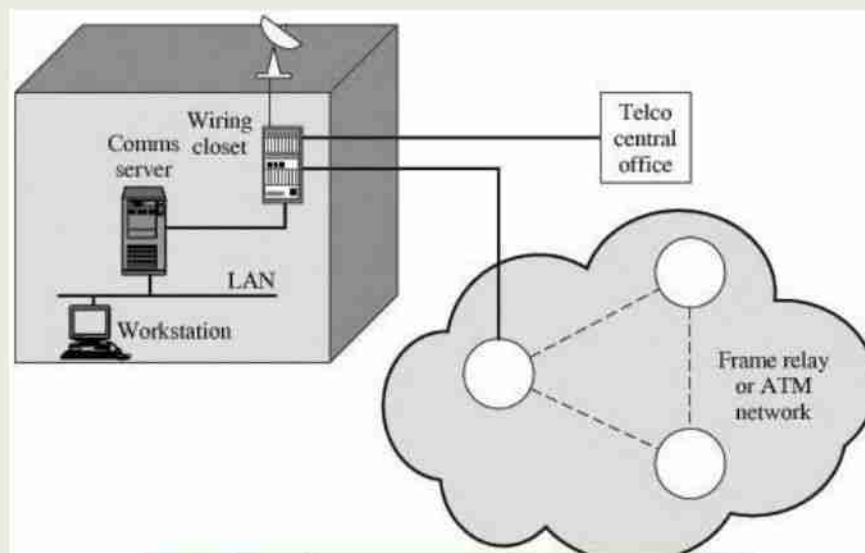 Wiring
closet
Comms
server
Telco
central
office
LAN
Workstation
Frame relay
or ATM
network